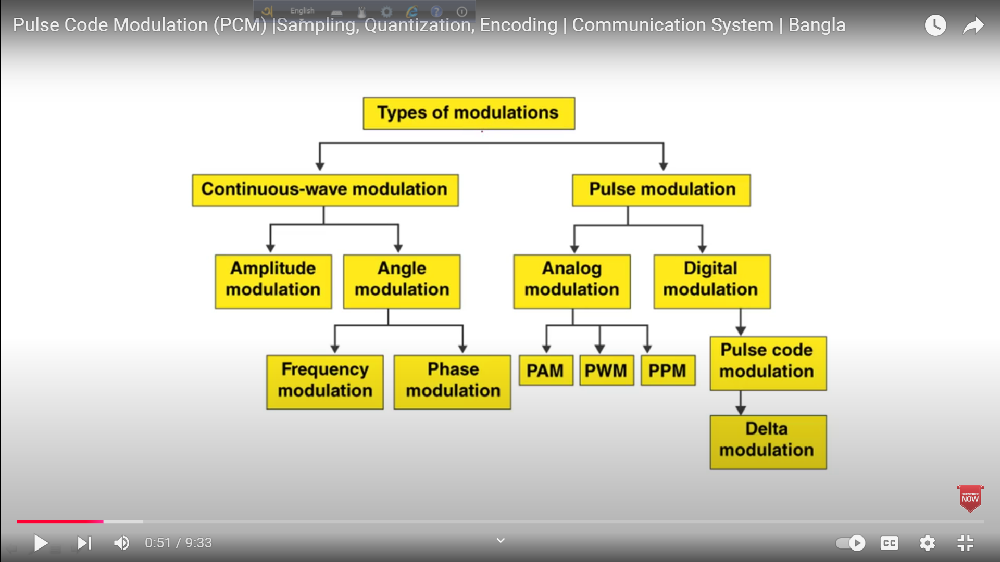 অ English
Pulse Code Modulation (PCM) |Sampling, Quantization, Encoding | Communication System | Bangla
Types of modulations
Continuous-wave modulation
Pulse modulation
Amplitude
modulation
Angle
modulation
Analog
modulation
Digital
modulation
Frequency
modulation
Phase
modulation
PAM
PWM
PPM
Pulse code
modulation
Delta
modulation
SUBSCRIBE
NOW
0:51 / 9:33
CC